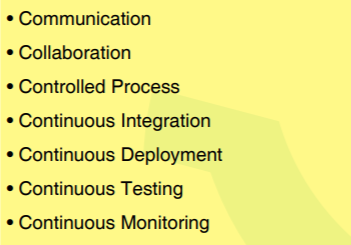 • Communication
• Collaboration
• Controlled Process
• Continuous Integration
• Continuous Deployment
• Continuous Testing
• Continuous Monitoring